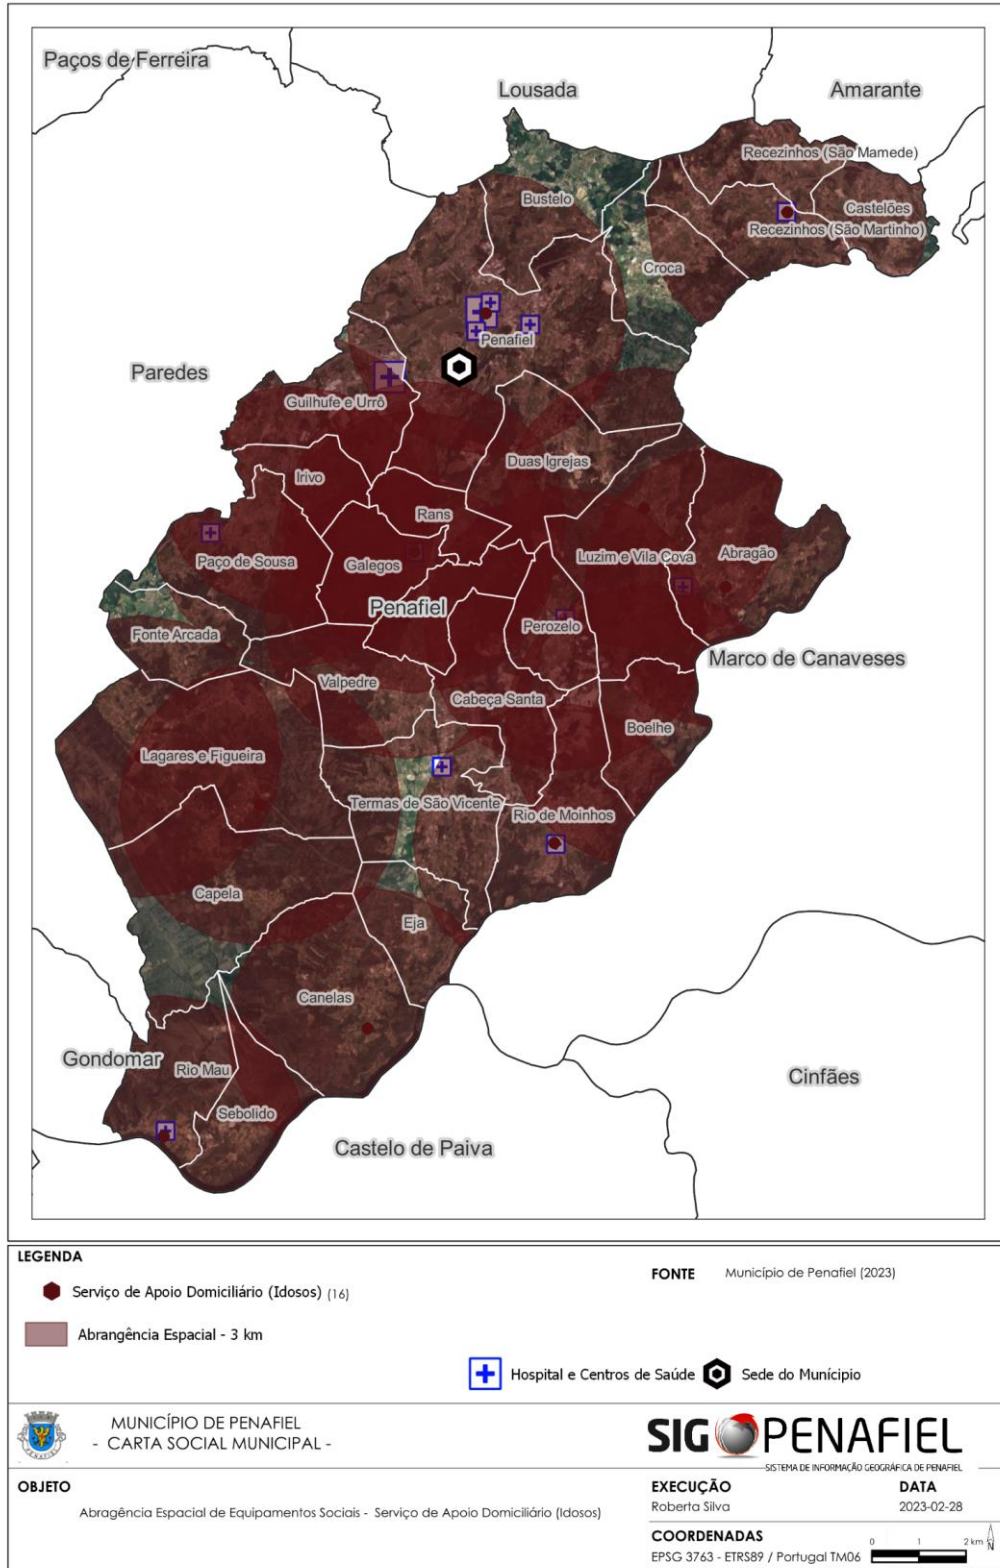 Paços de Ferreira
Lousada
Amarante
Recezinhos (São Mamede)
Bustelo
Castelões
Recezinhos (São Martinho)
Croca
Penafiel
Paredes
Guilhufe e Urrô
Duas Igrejas
Irivo
Rans
Luzim e Vila Cova
Abragão
Paço de Sousa
Galegos
Penafiel
Perozelo
Fonte Arcada
Marco de Canaveses
Valpedre
Cabeça Santa
Boelhe
Lagares e Figueira
Termas de São Vicente
Rio de Moinhos
Capela
Eja
Canelas
Gondomar
Rio Mau
Cinfães
Sebolido
Castelo de Paiva
LEGENDA
Serviço de Apoio Domiciliário (Idosos) (16)
Abrangência Espacial - 3 km
FONTE Município de Penafiel (2023)
Hospital e Centros de Saúde
Sede do Munícipio
MUNICÍPIO DE PENAFIEL
- CARTA SOCIAL MUNICIPAL -
SIG PENAFIEL
SISTEMA DE INFORMAÇÃO GEOGRÁFICA DE PENAFIEL
OBJETO
Abragência Espacial de Equipamentos Sociais - Serviço de Apoio Domiciliário (Idosos)
EXECUÇÃO
Roberta Silva
DATA
2023-02-28
COORDENADAS
EPSG 3763 - ETRS89 / Portugal TM06
0 1 2 km
N